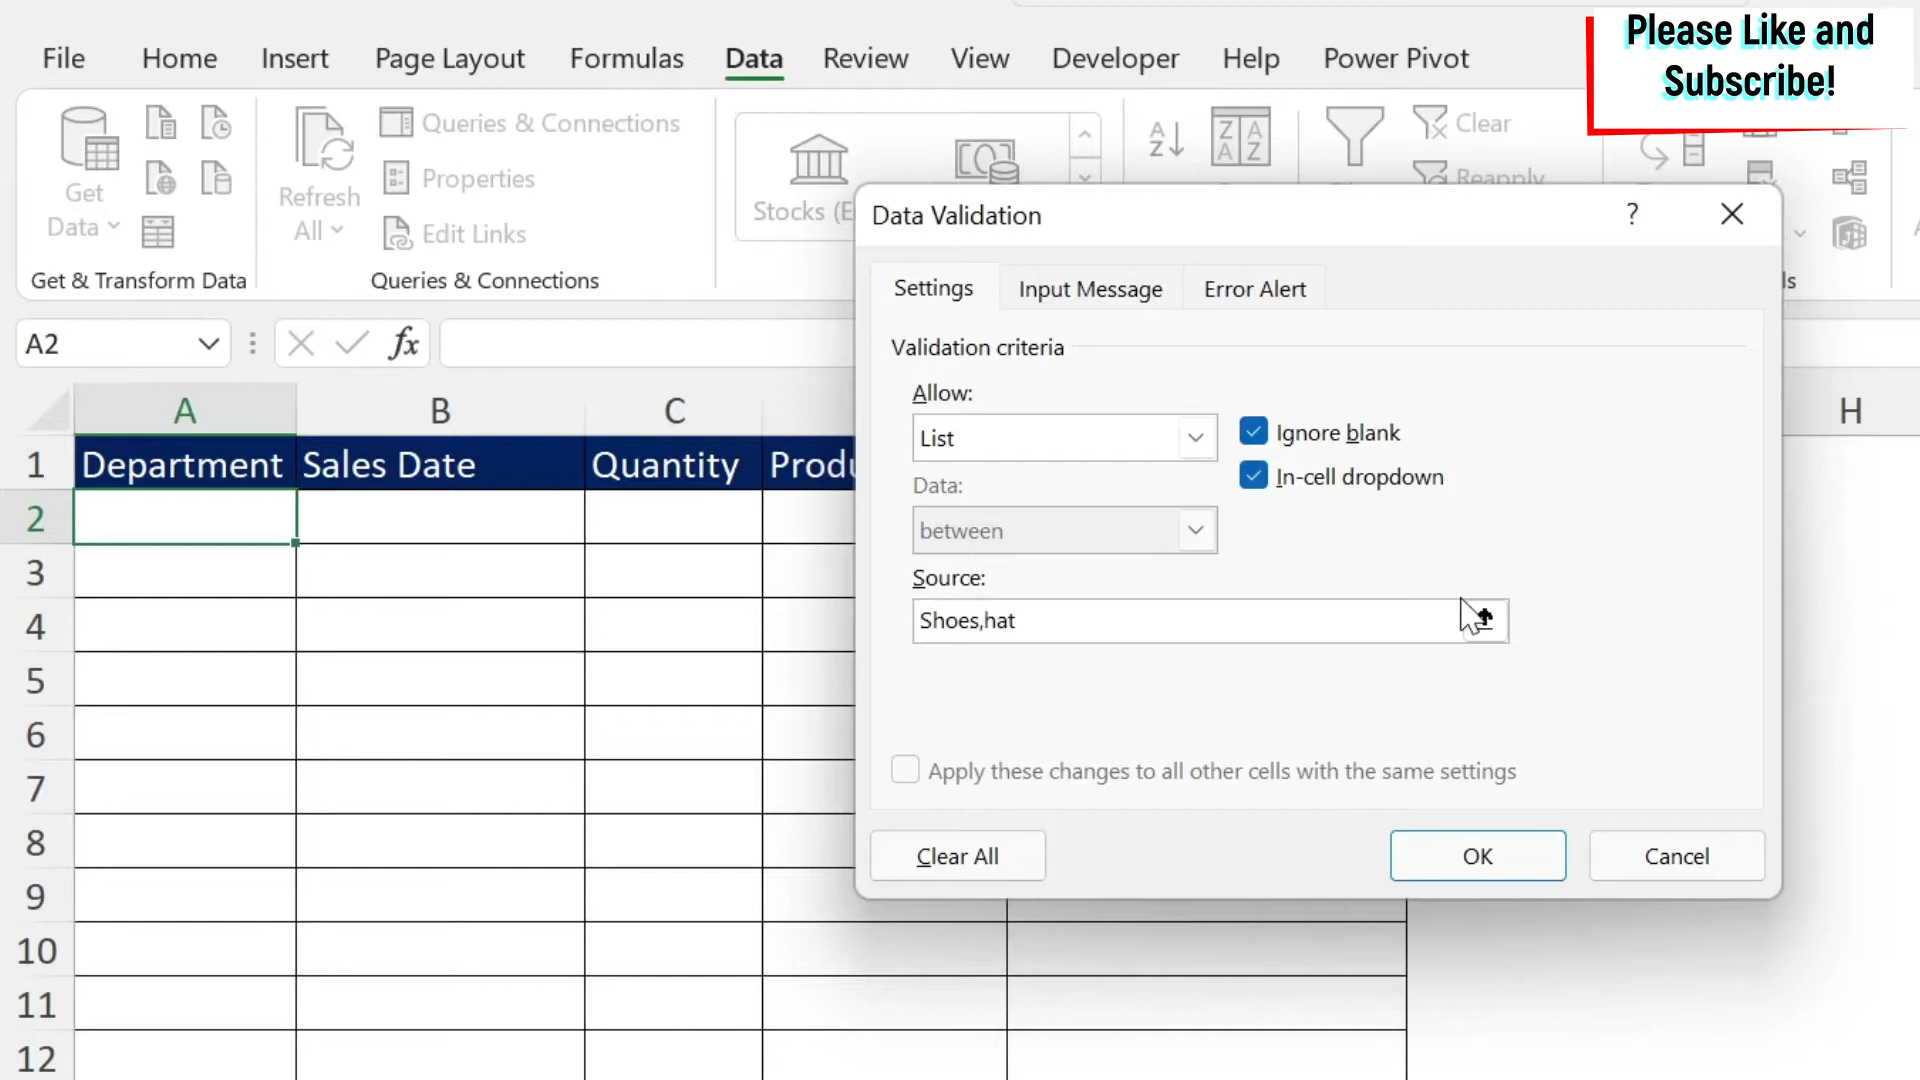 Please Like and
Subscribe!
File Home Insert Page Layout Formulas Data Review View Developer Help Power Pivot
Get
Data
Refresh
All
Queries & Connections
Properties
Edit Links
Stocks (E
Clear
Reapply
Get & Transform Data
Queries & Connections
ls
A2
fx
Data Validation
Settings Input Message Error Alert
Validation criteria
Allow:
List
Ignore blank
In-cell dropdown
Data:
between
Source:
Shoes,hat
Apply these changes to all other cells with the same settings
Clear All OK Cancel
A B C H
1 Department Sales Date Quantity Produ
2
3
4
5
6
7
8
9
10
11
12